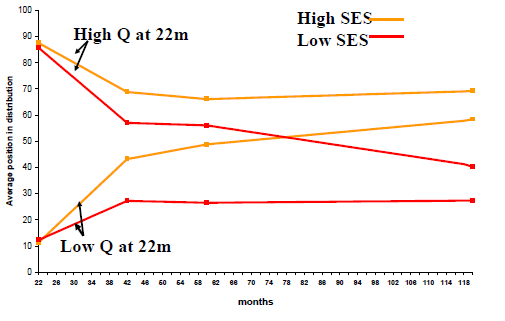 High SES
Low SES
High Q at 22m
Low Q at 22m
Average position in distribution
100
90
80
70
60
50
40
30
20
10
0
22 26 30 34 38 42 46 50 54 58 62 66 70 74 78 82 86 90 94 98 102 106 110 114 118
months